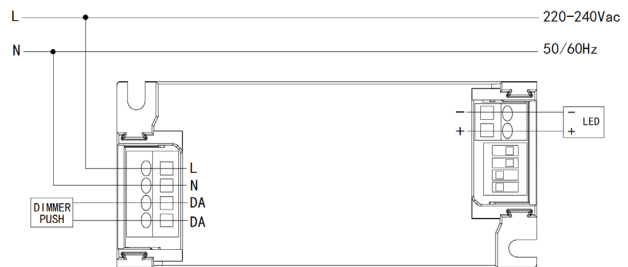 L 220-240Vac
N 50/60Hz
- -
LED
+ +
L
N
DIMMER DA
PUSH
DA